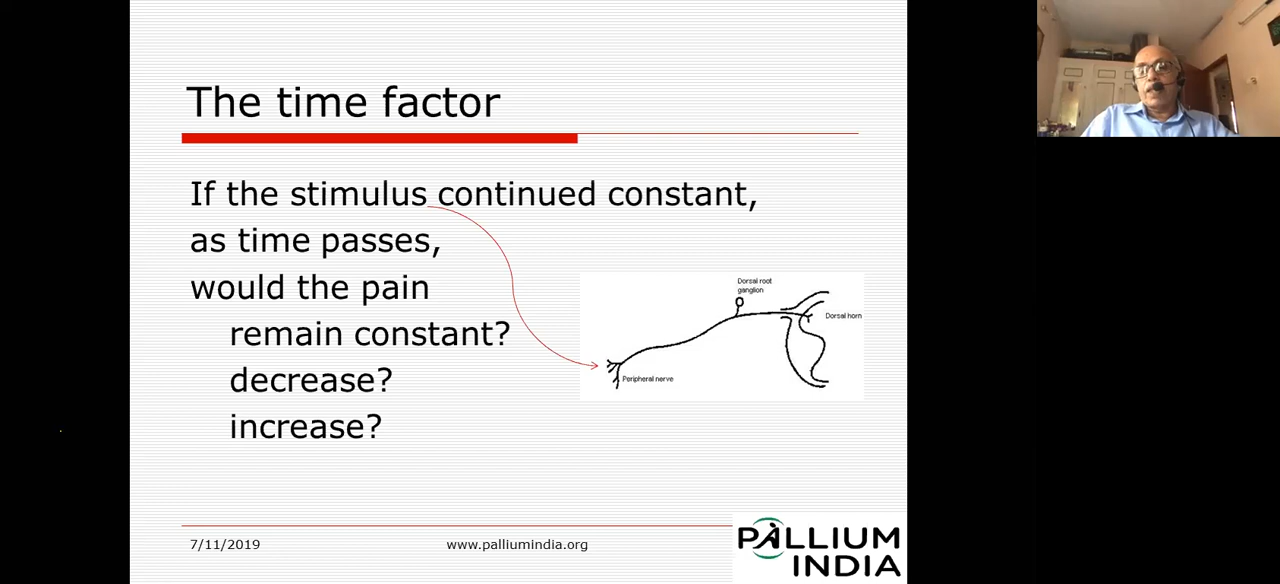 The time factor
If the stimulus continued constant,
as time passes,
would the pain
remain constant?
decrease?
increase?
Dorsal root
ganglion
Dorsal horn
Peripheral nerve
7/11/2019
www.palliumindia.org
PALLIUM
INDIA